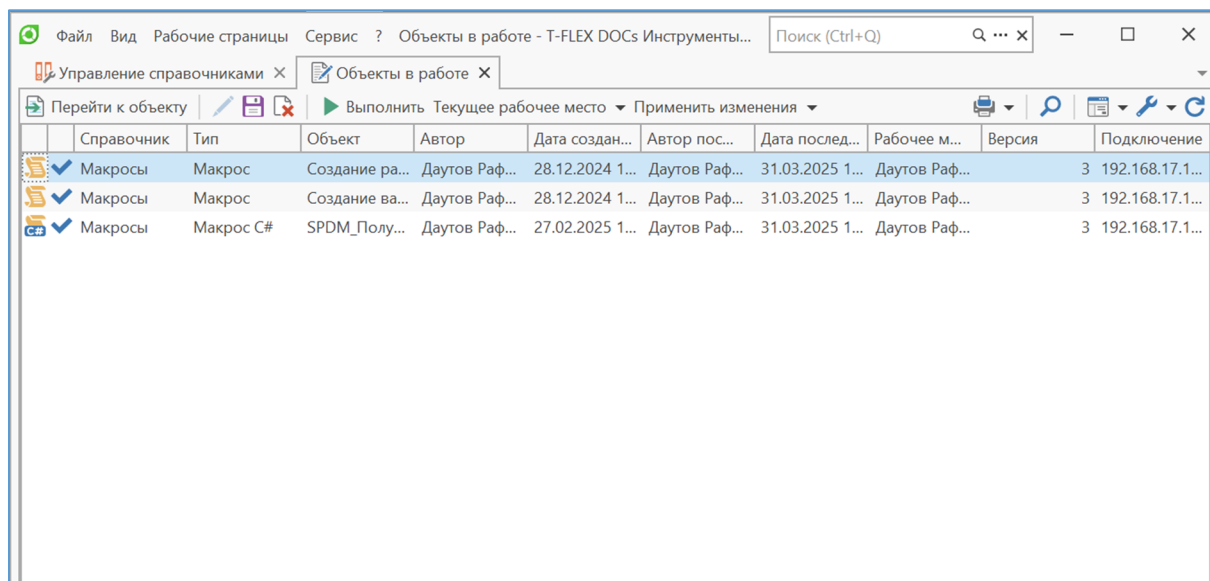 Файл Вид Рабочие страницы Сервис ? Объекты в работе - T-FLEX DOCs Инструменты... Поиск (Ctrl+Q)
Управление справочниками Объекты в работе
Перейти к объекту Выполнить Текущее рабочее место Применить изменения
Справочник Тип Объект Автор Дата создан... Автор пос... Дата послед... Рабочее м... Версия Подключение
Макросы Макрос Создание ра... Даутов Раф... 28.12.2024 1... Даутов Раф... 31.03.2025 1... Даутов Раф... 3 192.168.17.1...
Макросы Макрос Создание ва... Даутов Раф... 28.12.2024 1... Даутов Раф... 31.03.2025 1... Даутов Раф... 3 192.168.17.1...
C# Макросы Макрос C# SPDM_Полу... Даутов Раф... 27.02.2025 1... Даутов Раф... 31.03.2025 1... Даутов Раф... 3 192.168.17.1...